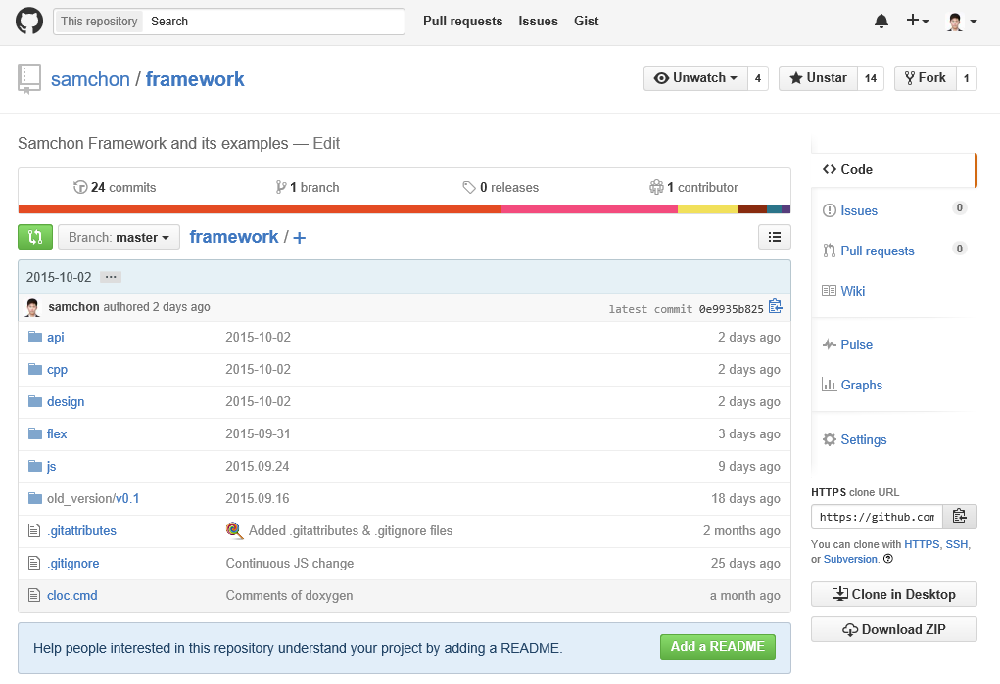 This repository Search Pull requests Issues Gist
samchon / framework Unwatch 4 Unstar 14 Fork 1
Samchon Framework and its examples — Edit
24 commits 1 branch 0 releases 1 contributor
Branch: master framework / +
2015-10-02 ...
samchon authored 2 days ago latest commit 0e9935b825
api 2015-10-02 2 days ago
cpp 2015-10-02 2 days ago
design 2015-10-02 2 days ago
flex 2015-09-31 3 days ago
js 2015.09.24 9 days ago
old_version/v0.1 2015.09.16 18 days ago
.gitattributes Added .gitattributes & .gitignore files 2 months ago
.gitignore Continuous JS change 25 days ago
cloc.cmd Comments of doxygen a month ago
Help people interested in this repository understand your project by adding a README. Add a README
Code
Issues 0
Pull requests 0
Wiki
Pulse
Graphs
Settings
HTTPS clone URL
https://github.com
You can clone with HTTPS, SSH,
or Subversion.
Clone in Desktop
Download ZIP